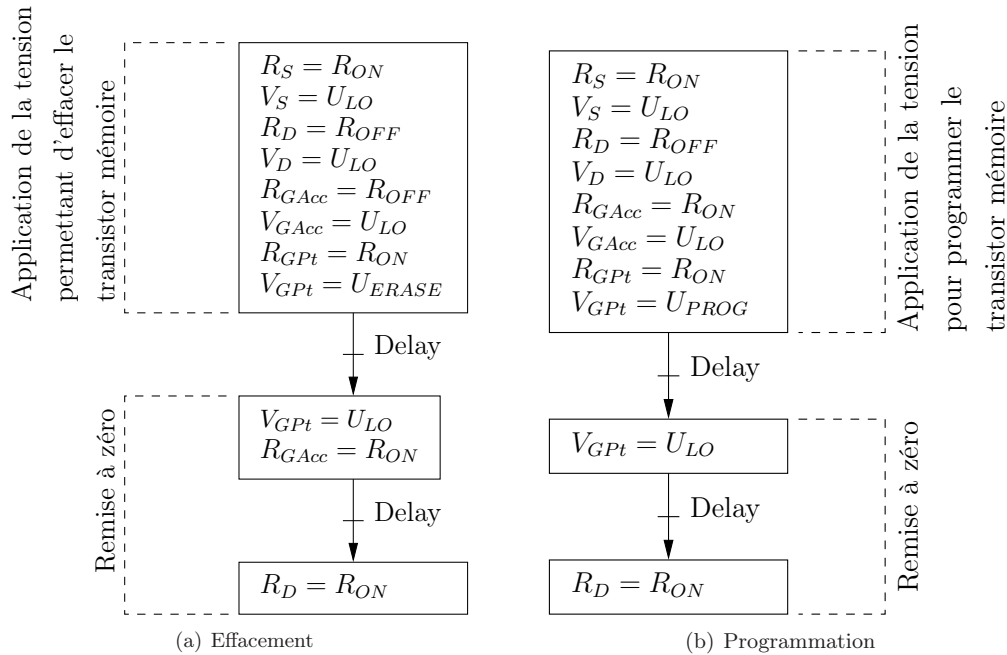 Application de la tension
permettant d'effacer le
transistor mémoire
R_S = R_ON
V_S = U_LO
R_D = R_OFF
V_D = U_LO
R_GAcc = R_OFF
V_GAcc = U_LO
R_GPt = R_ON
V_GPt = U_ERASE
Delay
Remise à zéro
V_GPt = U_LO
R_GAcc = R_ON
Delay
R_D = R_ON
(a) Effacement
R_S = R_ON
V_S = U_LO
R_D = R_OFF
V_D = U_LO
R_GAcc = R_ON
V_GAcc = U_LO
R_GPt = R_ON
V_GPt = U_PROG
Application de la tension
pour programmer le
transistor mémoire
Delay
V_GPt = U_LO
Delay
R_D = R_ON
Remise à zéro
(b) Programmation